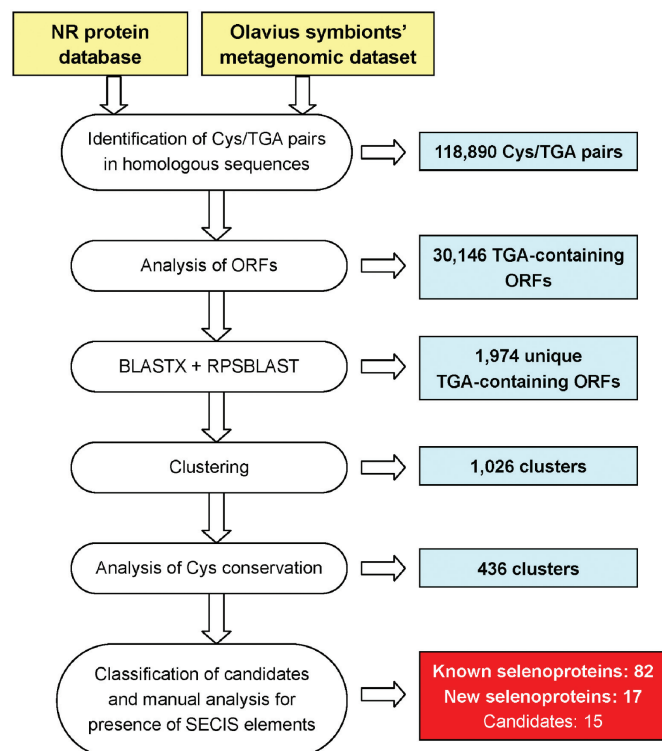 NR protein
database
Olavius symbionts'
metagenomic dataset
Identification of Cys/TGA pairs
in homologous sequences
118,890 Cys/TGA pairs
Analysis of ORFs
30,146 TGA-containing
ORFs
BLASTX + RPSBLAST
1,974 unique
TGA-containing ORFs
Clustering
1,026 clusters
Analysis of Cys conservation
436 clusters
Classification of candidates
and manual analysis for
presence of SECIS elements
Known selenoproteins: 82
New selenoproteins: 17
Candidates: 15